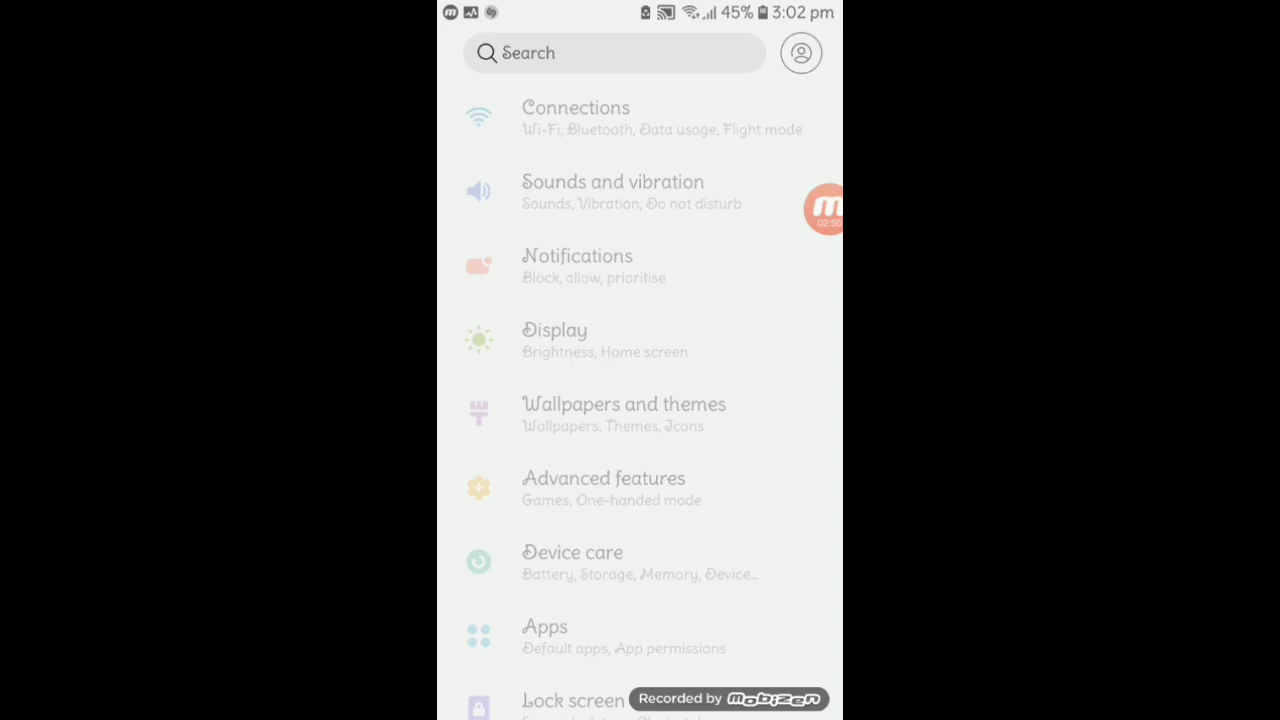 45% 3:02 pm
Search
Connections
Wi-Fi, Bluetooth, Data usage, Flight mode
Sounds and vibration
Sounds, Vibration, Do not disturb
m
02:50
Notifications
Block, allow, prioritise
Display
Brightness, Home screen
Wallpapers and themes
Wallpapers, Themes, Icons
Advanced features
Games, One-handed mode
Device care
Battery, Storage, Memory, Device...
Apps
Default apps, App permissions
Lock screen
Recorded by mobizen